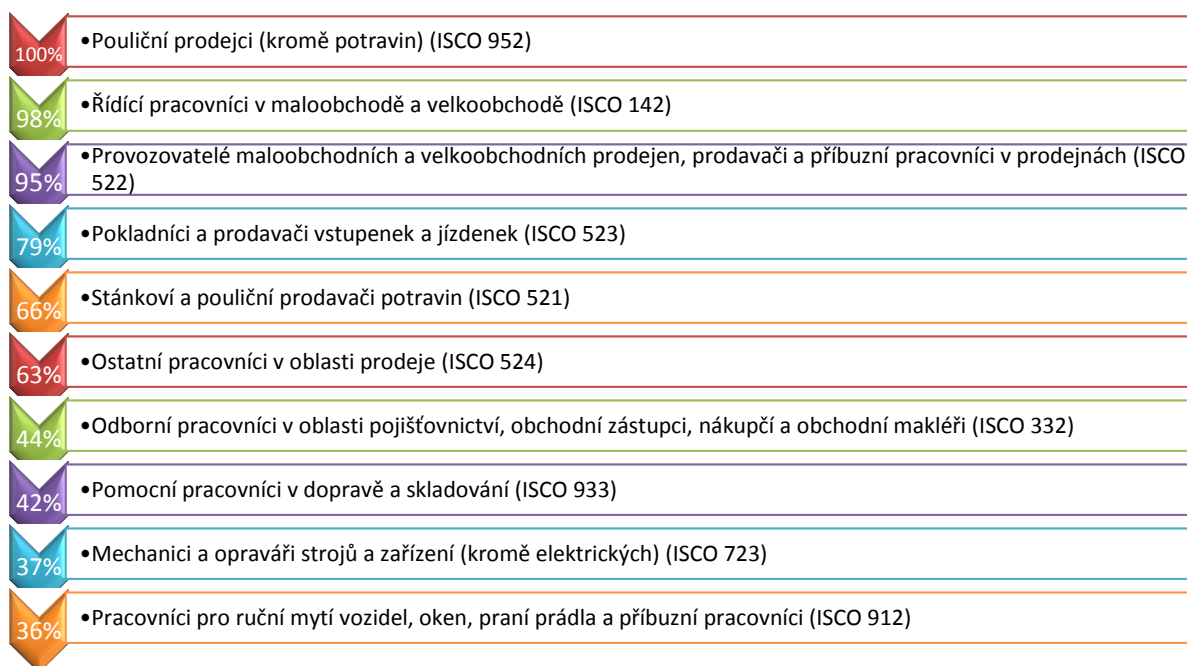 100%
•Pouliční prodejci (kromě potravin) (ISCO 952)
98%
•Řídící pracovníci v maloobchodě a velkoobchodě (ISCO 142)
95%
•Provozovatelé maloobchodních a velkoobchodních prodejen, prodavači a příbuzní pracovníci v prodejnách (ISCO
522)
79%
•Pokladníci a prodavači vstupenek a jízdenek (ISCO 523)
66%
•Stánkoví a pouliční prodavači potravin (ISCO 521)
63%
•Ostatní pracovníci v oblasti prodeje (ISCO 524)
44%
•Odborní pracovníci v oblasti pojišťovnictví, obchodní zástupci, nákupčí a obchodní makléři (ISCO 332)
42%
•Pomocní pracovníci v dopravě a skladování (ISCO 933)
37%
•Mechanici a opraváři strojů a zařízení (kromě elektrických) (ISCO 723)
36%
•Pracovníci pro ruční mytí vozidel, oken, praní prádla a příbuzní pracovníci (ISCO 912)